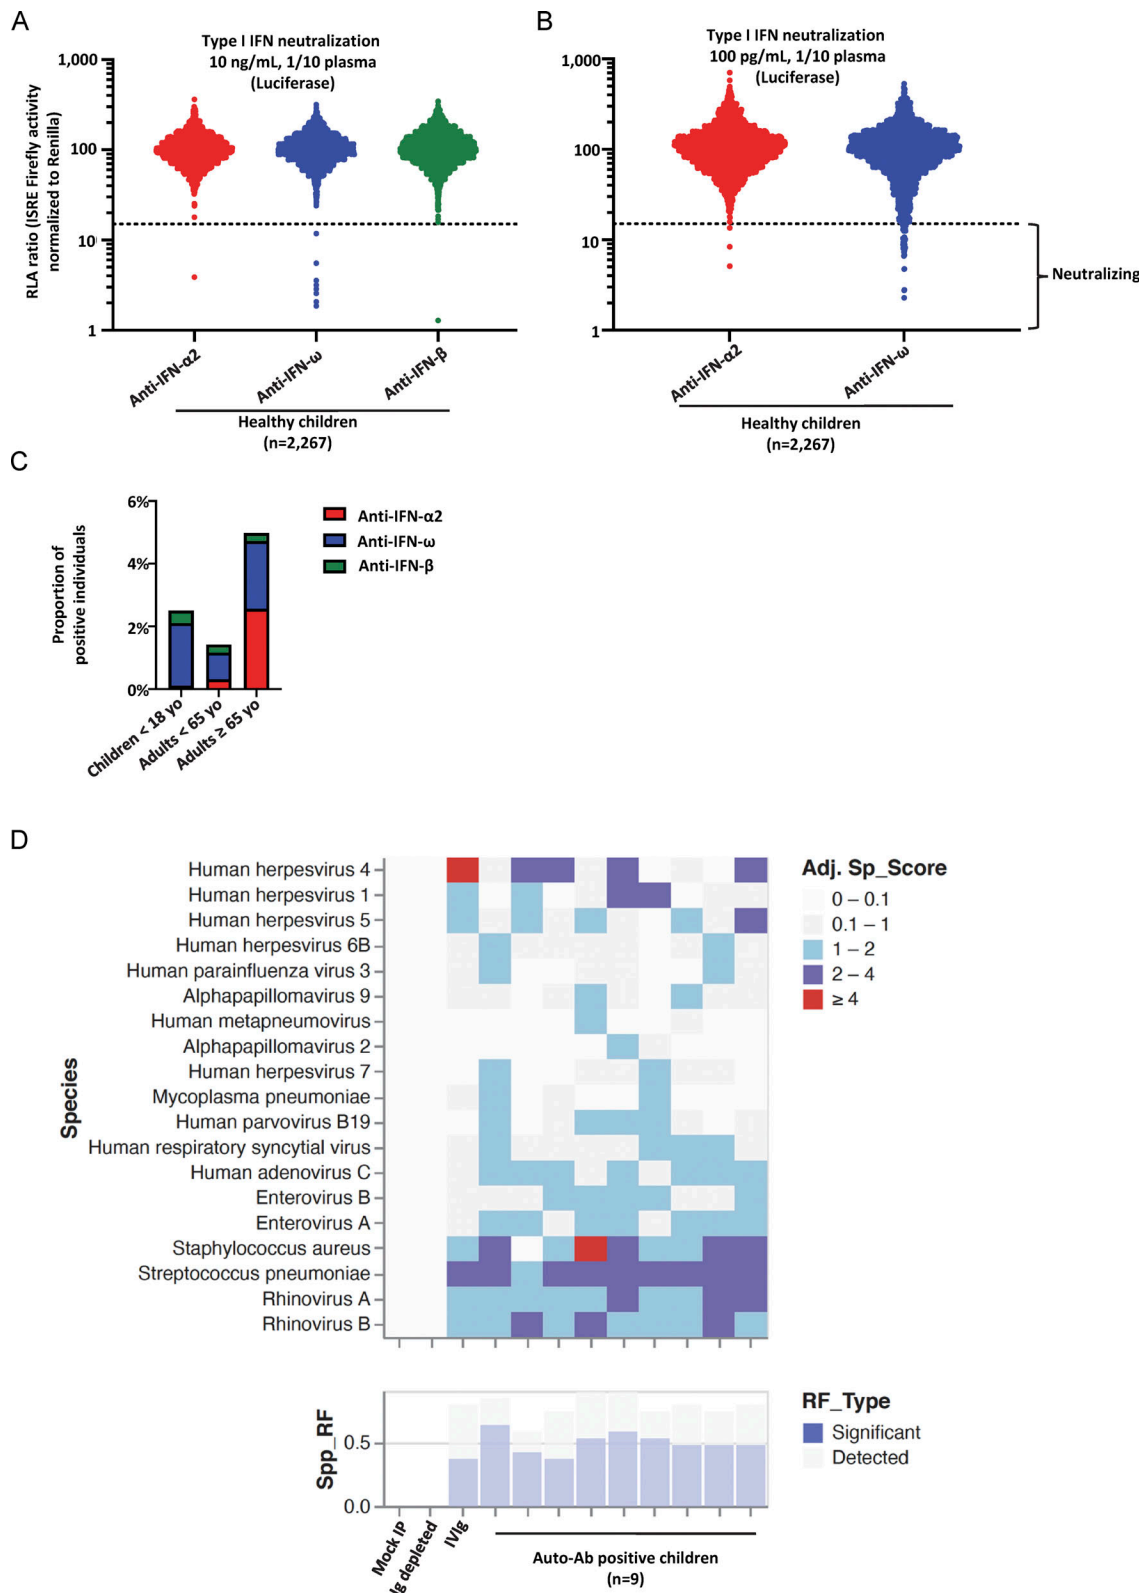 A
Type I IFN neutralization
10 ng/mL, 1/10 plasma
(Luciferase)
RLA ratio (ISRE Firefly activity
normalized to Renilla)
1,000
100
10
1
Anti-IFN-α2
Anti-IFN-ω
Anti-IFN-β
Healthy children
(n=2,267)
B
Type I IFN neutralization
100 pg/mL, 1/10 plasma
(Luciferase)
1,000
100
10
1
Neutralizing
Anti-IFN-α2
Anti-IFN-ω
Healthy children
(n=2,267)
C
Proportion of
positive individuals
6%
4%
2%
0%
Children < 18 yo
Adults < 65 yo
Adults ≥ 65 yo
Anti-IFN-α2
Anti-IFN-ω
Anti-IFN-β
D
Species
Human herpesvirus 4
Human herpesvirus 1
Human herpesvirus 5
Human herpesvirus 6B
Human parainfluenza virus 3
Alphapapillomavirus 9
Human metapneumovirus
Alphapapillomavirus 2
Human herpesvirus 7
Mycoplasma pneumoniae
Human parvovirus B19
Human respiratory syncytial virus
Human adenovirus C
Enterovirus B
Enterovirus A
Staphylococcus aureus
Streptococcus pneumoniae
Rhinovirus A
Rhinovirus B
Adj. Sp_Score
0 – 0.1
0.1 – 1
1 – 2
2 – 4
≥ 4
Spp_RF
0.5
0.0
Mock IP
Ig depleted
IVIg
Auto-Ab positive children
(n=9)
RF_Type
Significant
Detected